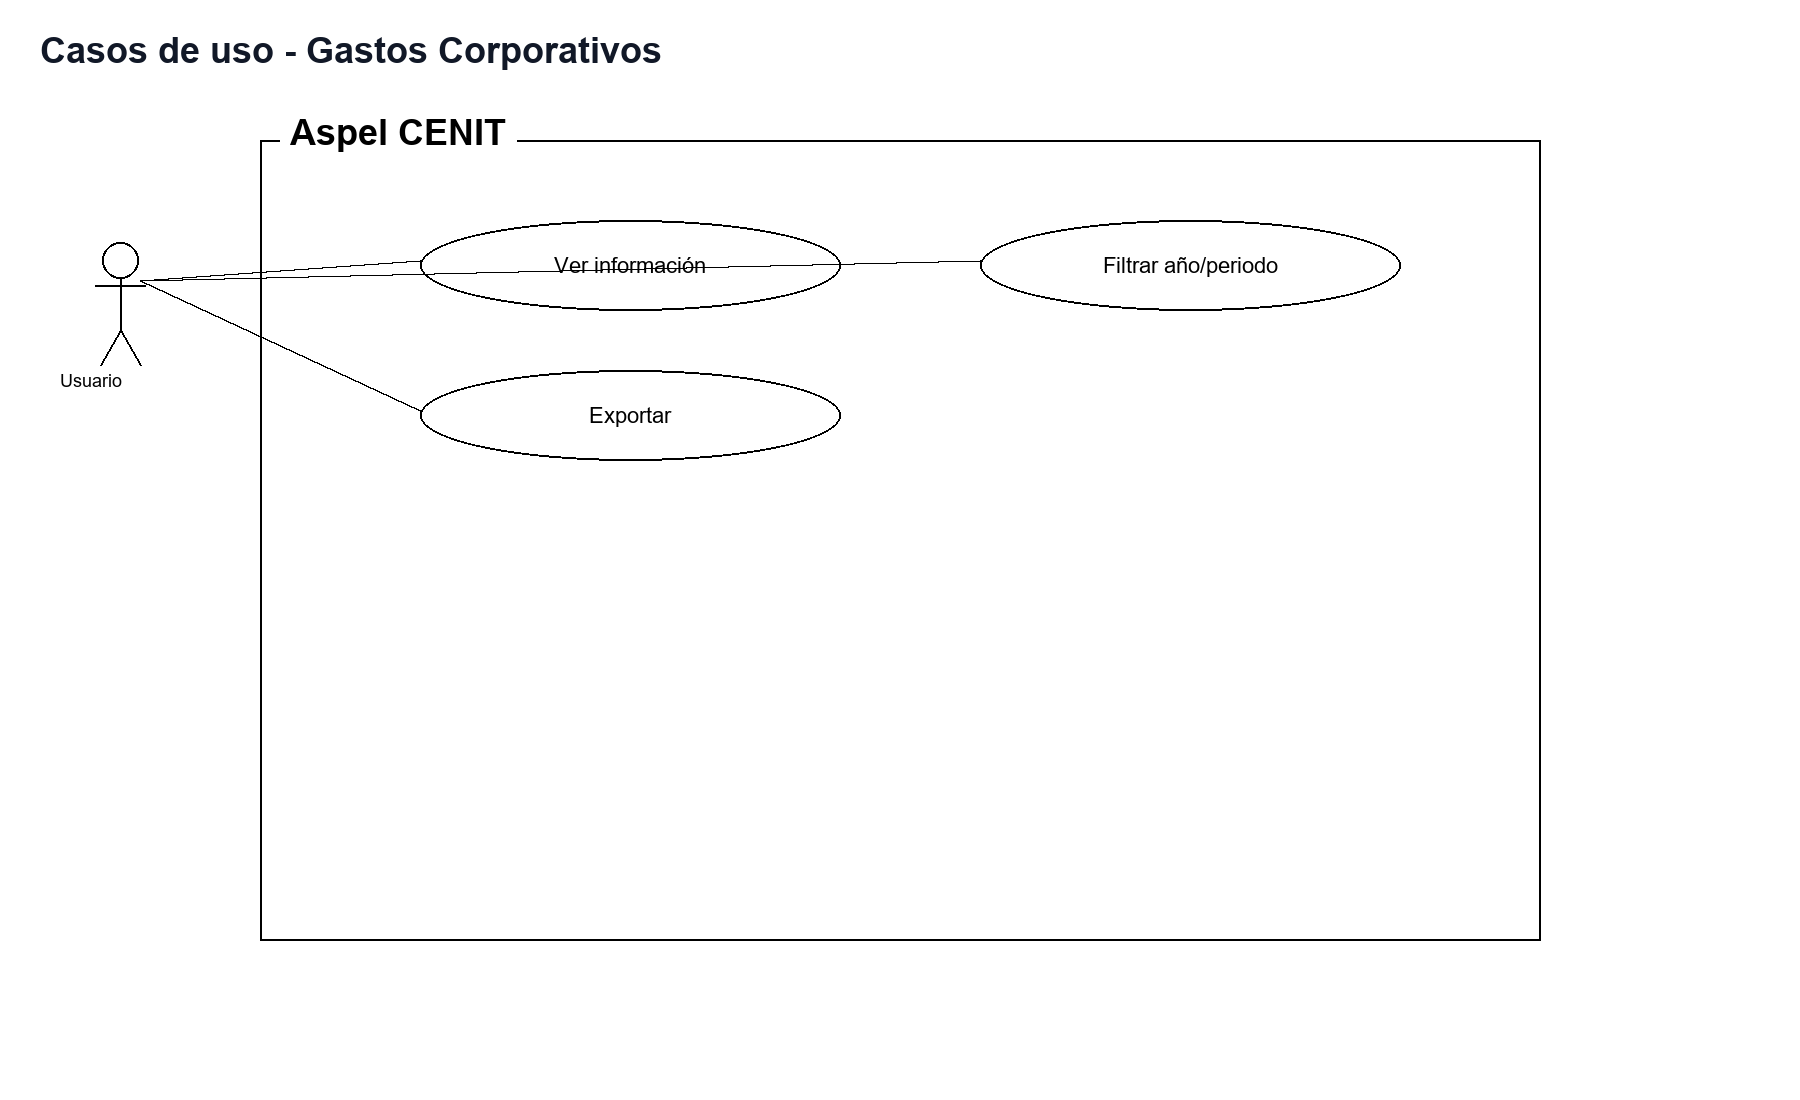 Casos de uso - Gastos Corporativos
Aspel CENIT
Ver información
Filtrar año/periodo
Usuario
Exportar